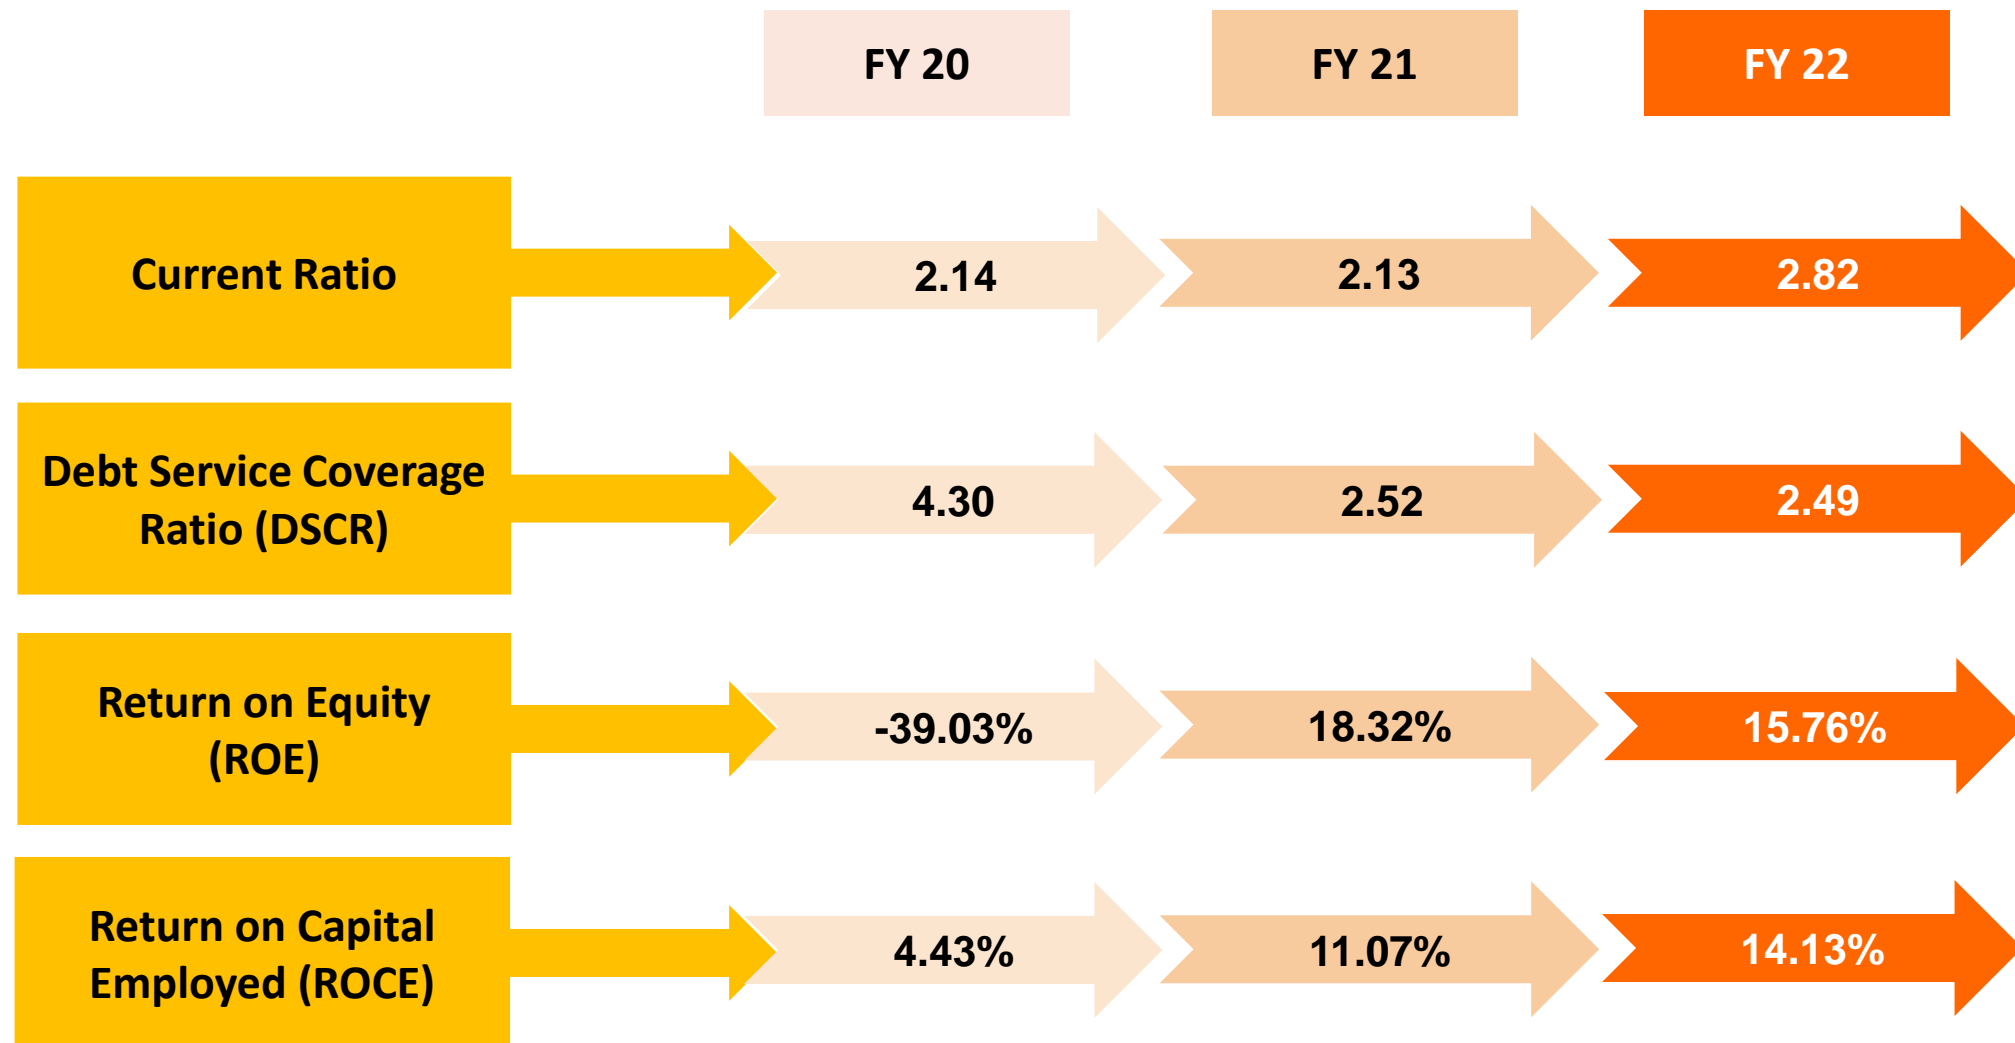 FY 20
FY 21
FY 22
Current Ratio
2.14
2.13
2.82
Debt Service Coverage
Ratio (DSCR)
4.30
2.52
2.49
Return on Equity
(ROE)
-39.03%
18.32%
15.76%
Return on Capital
Employed (ROCE)
4.43%
11.07%
14.13%